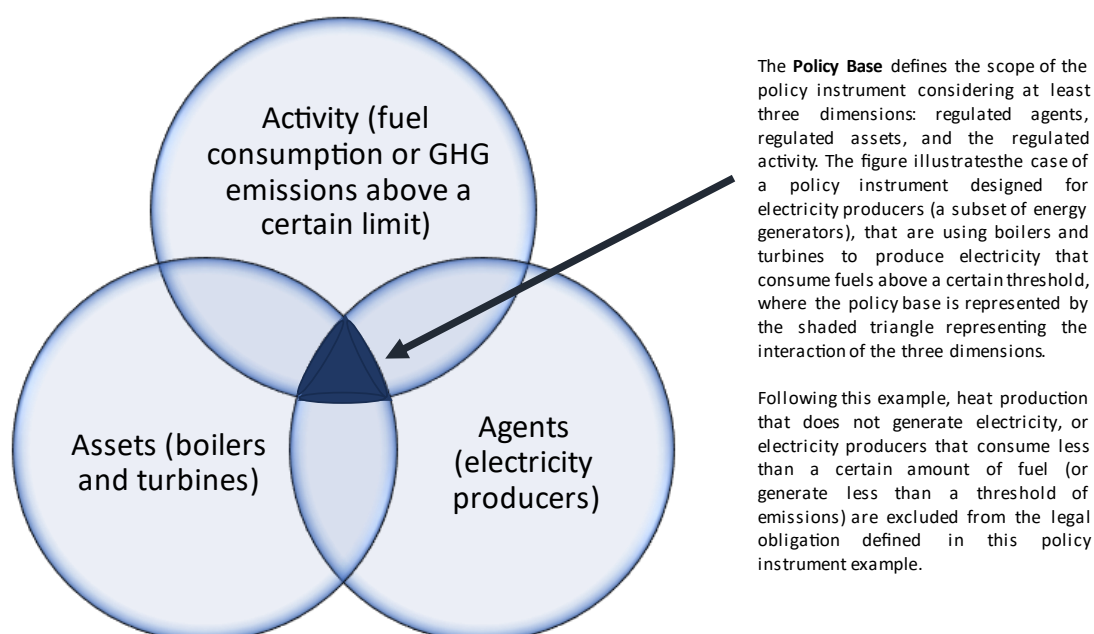 Activity (fuel
consumption or GHG
emissions above a
certain limit)
Assets (boilers
and turbines)
Agents
(electricity
producers)
The Policy Base defines the scope of the
policy instrument considering at least
three dimensions: regulated agents,
regulated assets, and the regulated
activity. The figure illustratesthe case of
a policy instrument designed for
electricity producers (a subset of energy
generators), that are using boilers and
turbines to produce electricity that
consume fuels above a certain threshold,
where the policy base is represented by
the shaded triangle representing the
interaction of the three dimensions.
Following this example, heat production
that does not generate electricity, or
electricity producers that consume less
than a certain amount of fuel (or
generate less than a threshold of
emissions) are excluded from the legal
obligation defined in this policy
instrument example.